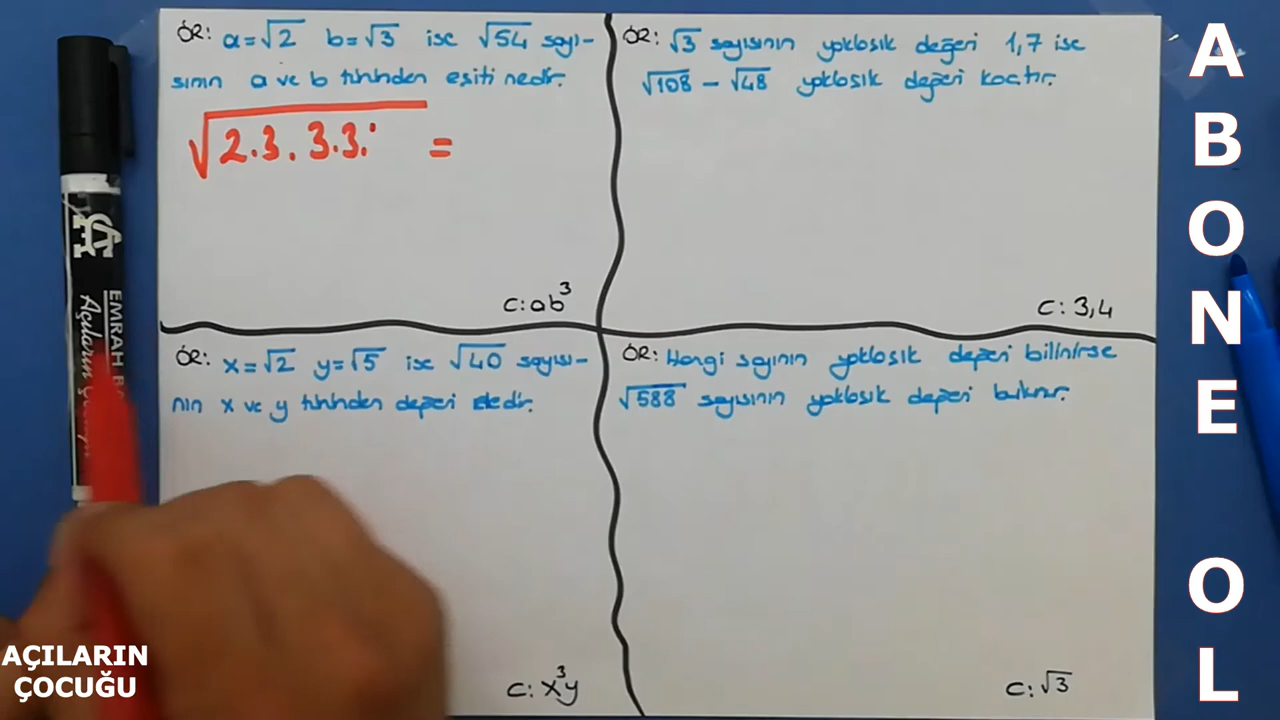 ÖR: a=√2 b=√3 ise √54 sayı-
sının a ve b türünden eşiti nedir.
√2.3.3.3. =
C: ab³
ÖR: √3 sayısının yaklaşık değeri 1,7 ise
√108 - √48 yaklaşık değeri kaçtır.
C: 3,4
ÖR: x=√2 y=√5 ise √40 sayısı-
nın x ve y türünden değeri nedir.
C: x³y
ÖR: Hangi sayının yaklaşık değeri bilinirse
√588 sayısının yaklaşık değeri bulunur.
C: √3
EMRAH
Açıların
ABONE OL
AÇILARIN
ÇOCUĞU